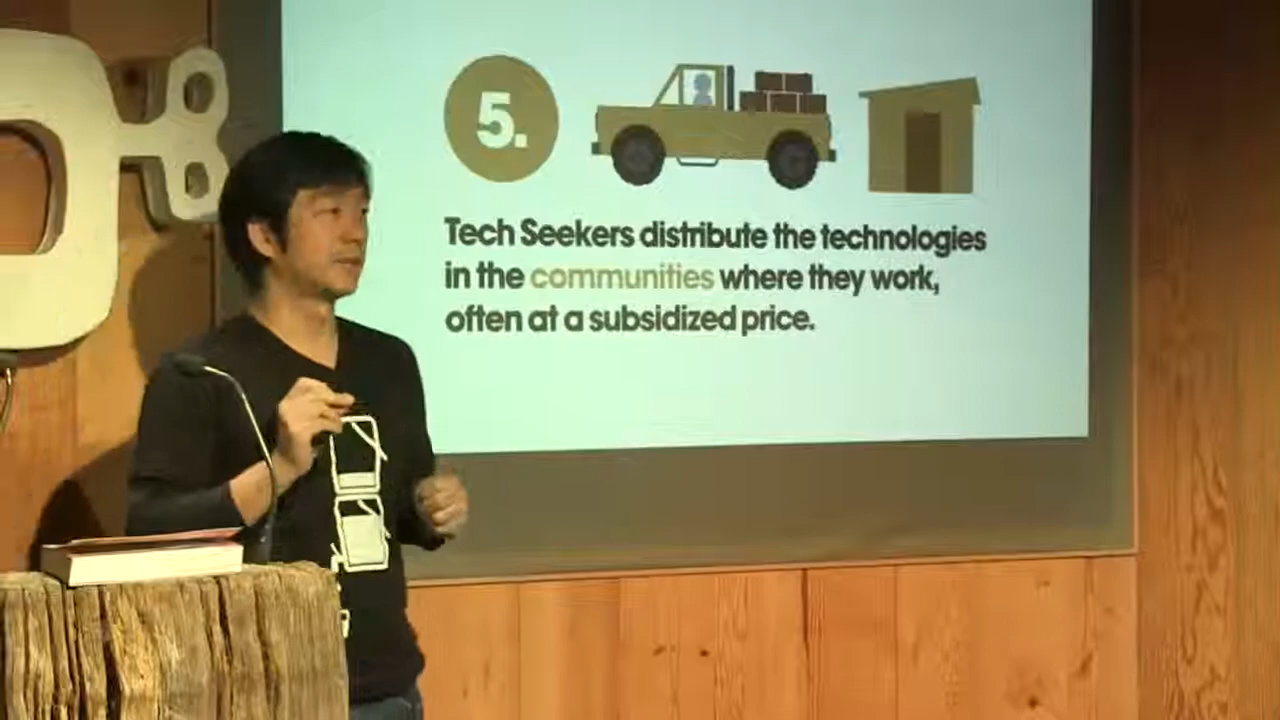 5.
Tech Seekers distribute the technologies
in the communities where they work,
often at a subsidized price.